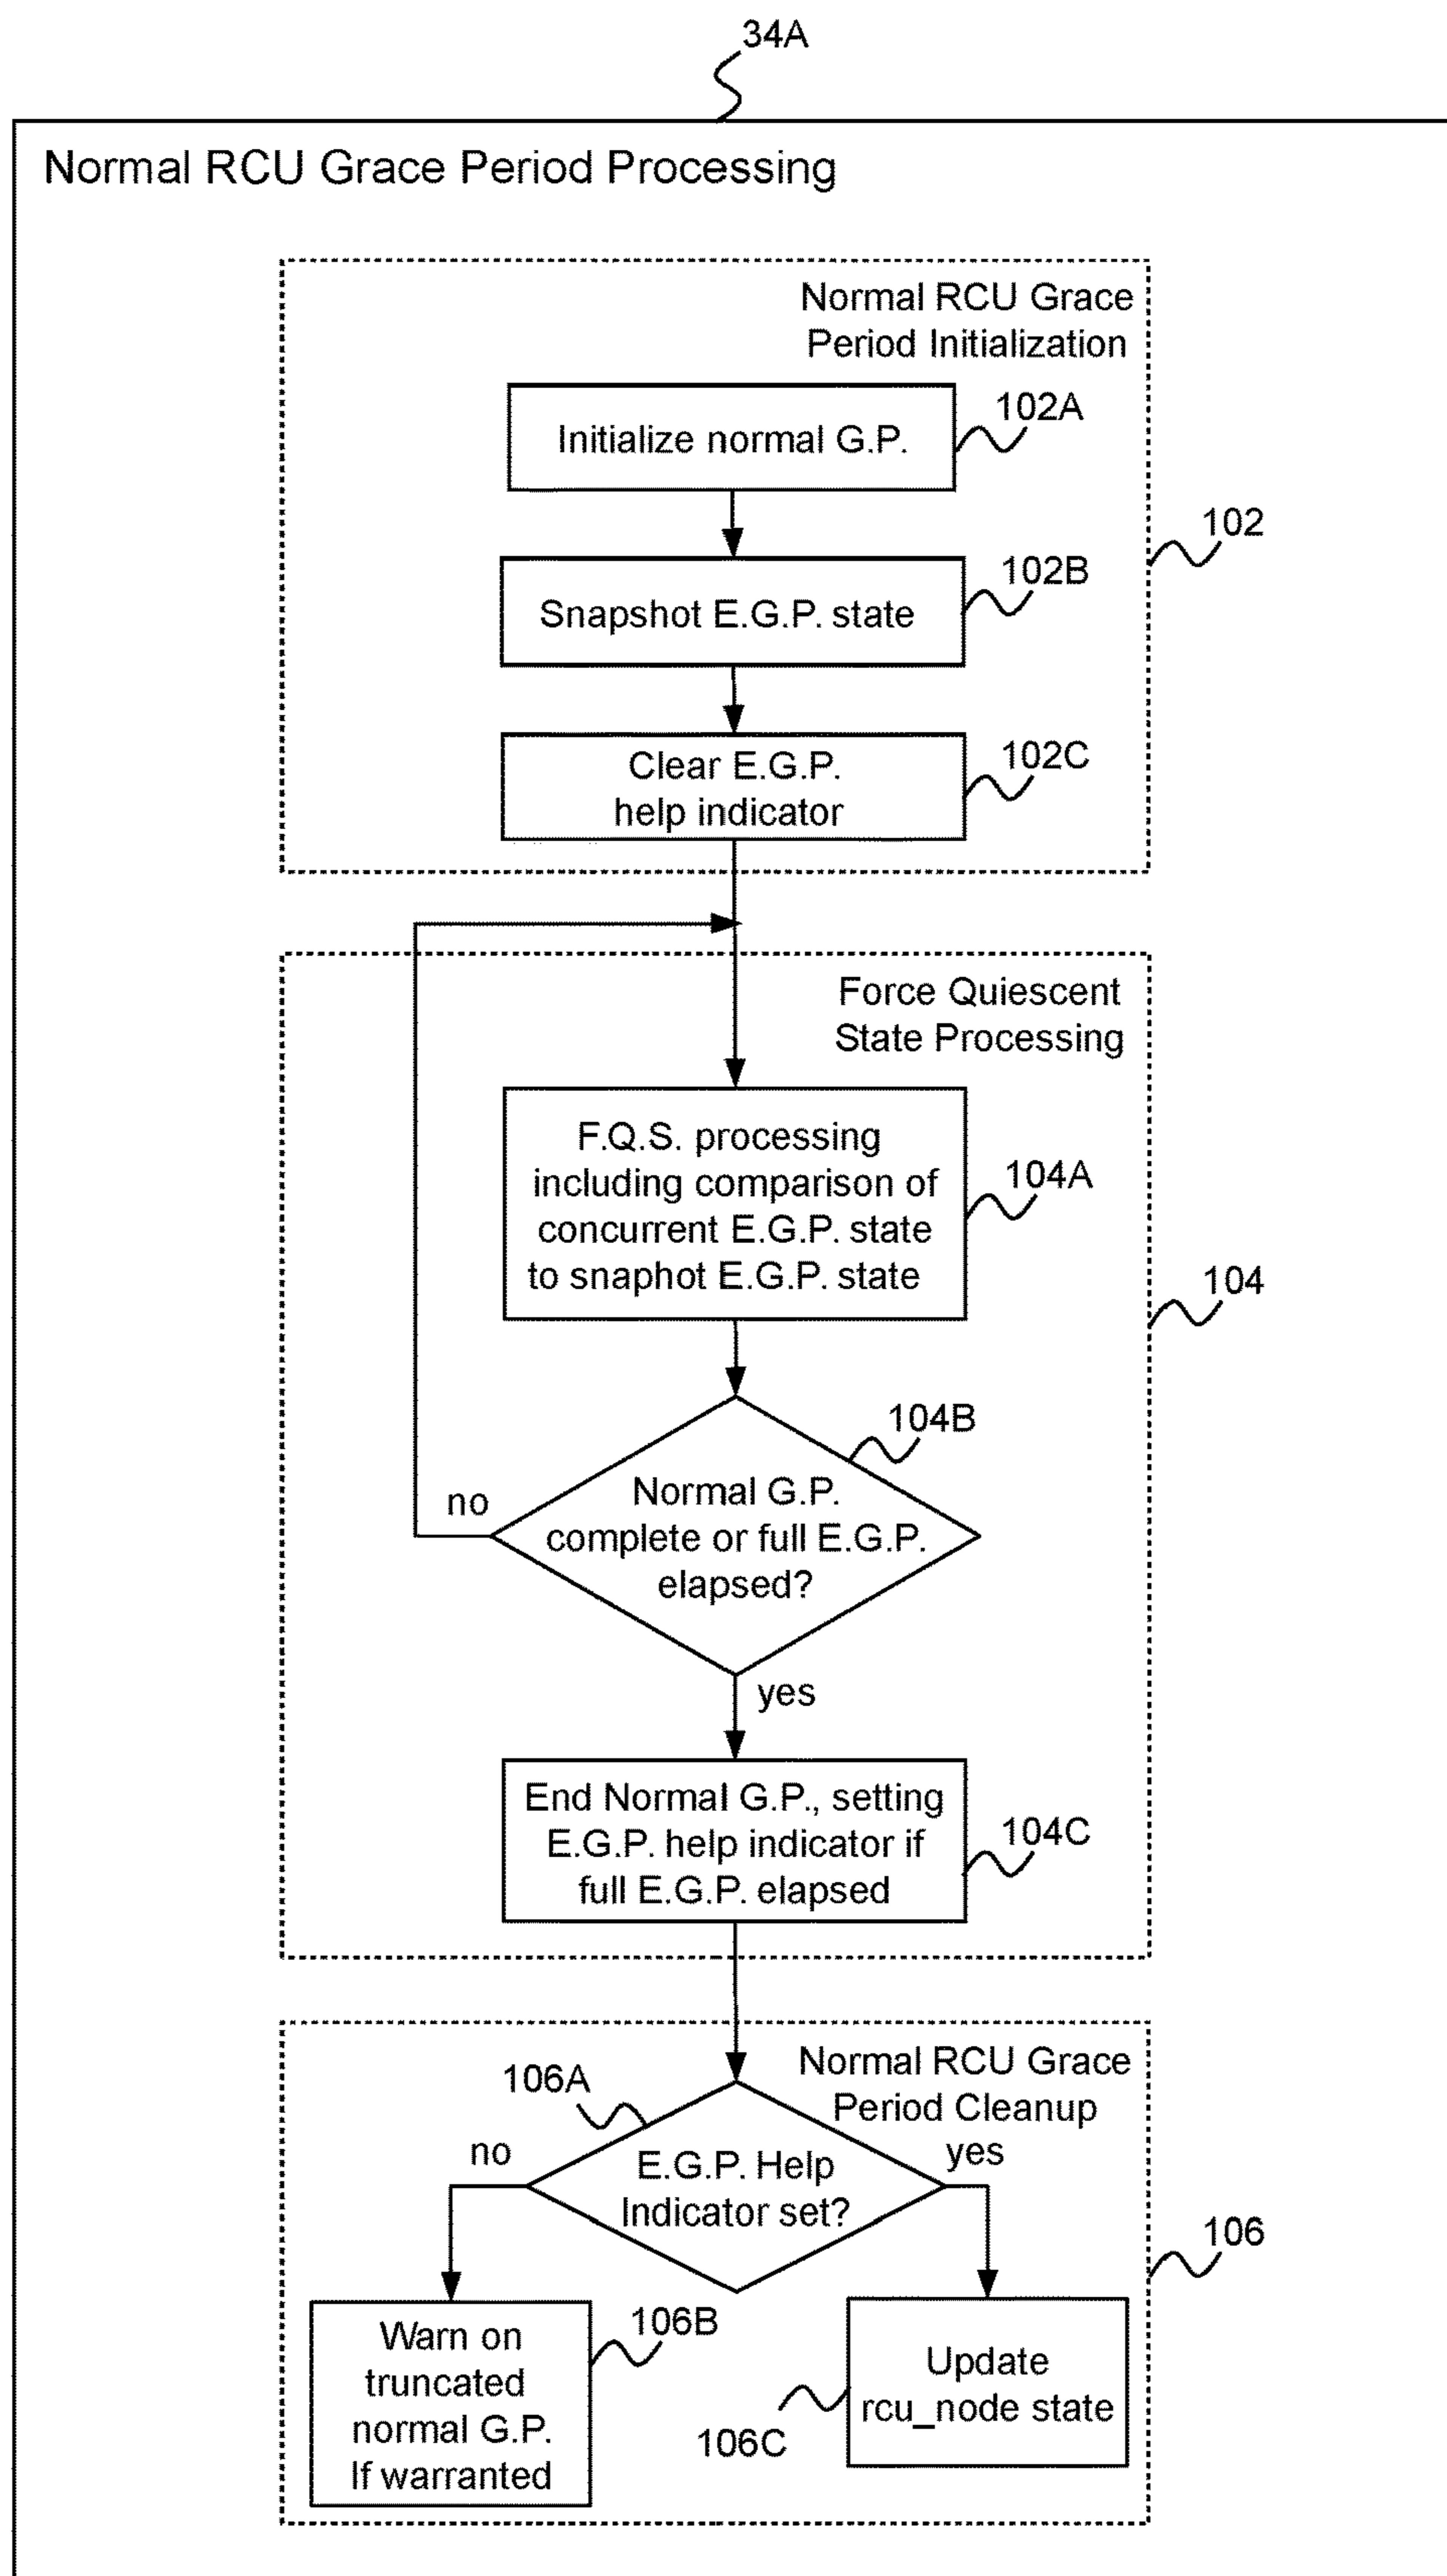 34A
Normal RCU Grace Period Processing
Normal RCU Grace
Period Initialization
102A
Initialize normal G.P.
102
102B
Snapshot E.G.P. state
102C
Clear E.G.P.
help indicator
Force Quiescent
State Processing
F.Q.S. processing
including comparison of
concurrent E.G.P. state
to snaphot E.G.P. state
104A
104
104B
Normal G.P.
complete or full E.G.P.
elapsed?
no
yes
End Normal G.P., setting
E.G.P. help indicator if
full E.G.P. elapsed
104C
Normal RCU Grace
Period Cleanup
106A
no
yes
E.G.P. Help
Indicator set?
106
Warn on
truncated
normal G.P.
If warranted
106B
Update
rcu_node state
106C